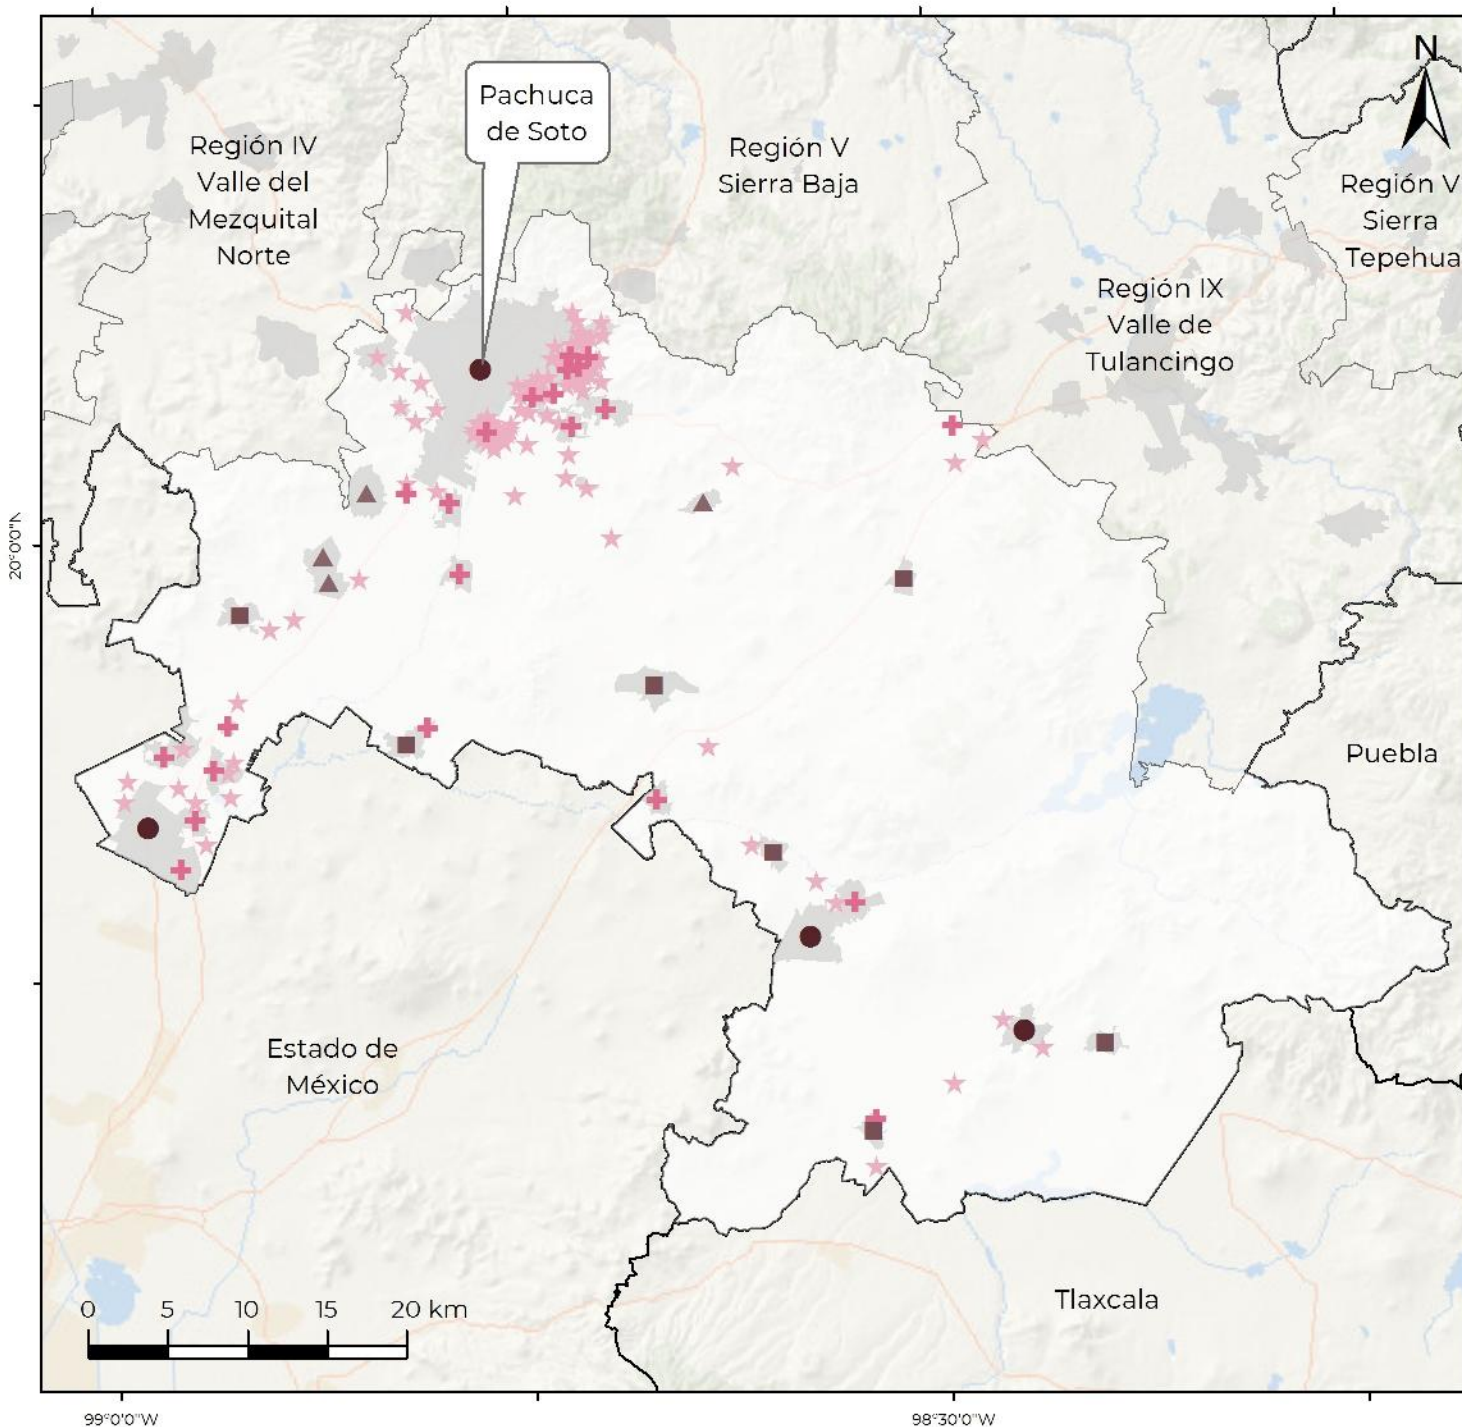 N
Pachuca
de Soto
Región IV
Valle del
Mezquital
Norte
Región V
Sierra Baja
Región V
Sierra
Tepehua
Región IX
Valle de
Tulancingo
20°0'0"N
Puebla
Estado de
México
Tlaxcala
0 5 10 15 20 km
99°0'0"W
98°30'0"W